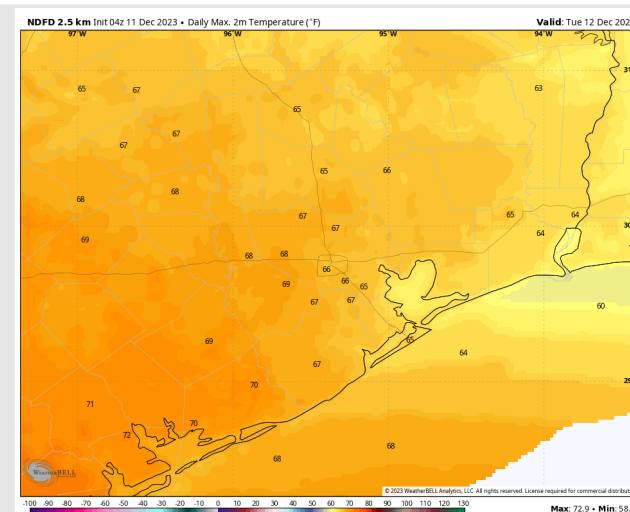 NDFD 2.5 km Init 04z 11 Dec 2023 • Daily Max. 2m Temperature (°F)
Valid: Tue 12 Dec 202
97°W 96°W 95°W 94°W
31
65 67 63
65
67
67
65 66
68 68
67 65 64
30
67 64
69
68 68
66
69 66 65
67 67
60
69 65
64
67
29
70
71
70
72
68
68
WeatherBELL
© 2023 WeatherBELL Analytics, LLC. All rights reserved. License required for commercial distribut
-100 -90 -80 -70 -60 -50 -40 -30 -20 -10 0 10 20 30 40 50 60 70 80 90 100 110 120 130
Max: 72.9 • Min: 58.